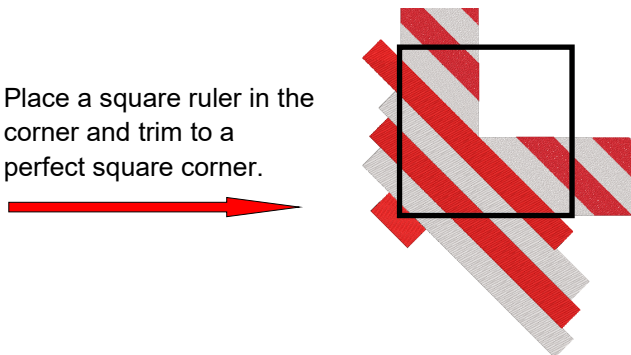 Place a square ruler in the
corner and trim to a
perfect square corner.